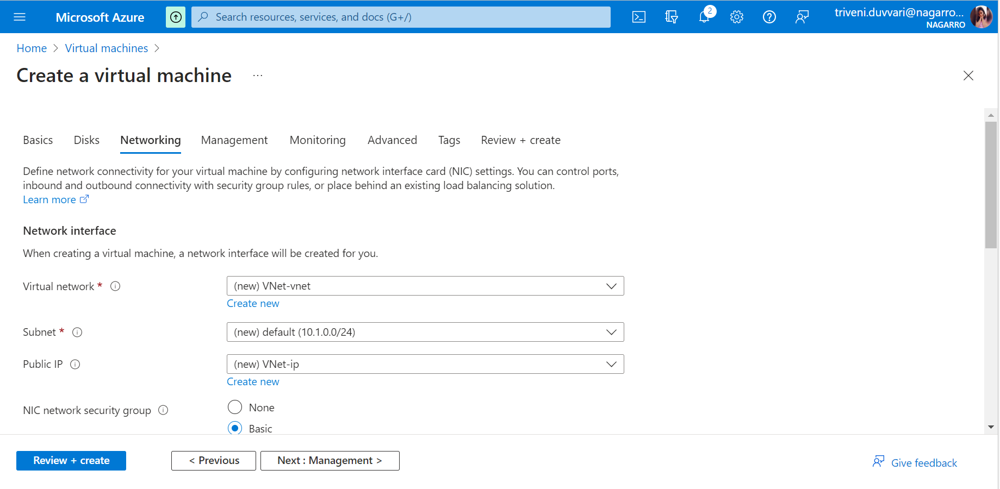 Microsoft Azure
Search resources, services, and docs (G+/)
2
triveni.duvvari@nagarro...
NAGARRO
Home > Virtual machines >
Create a virtual machine ...
Basics Disks Networking Management Monitoring Advanced Tags Review + create
Define network connectivity for your virtual machine by configuring network interface card (NIC) settings. You can control ports,
inbound and outbound connectivity with security group rules, or place behind an existing load balancing solution.
Learn more
Network interface
When creating a virtual machine, a network interface will be created for you.
Virtual network *
(new) VNet-vnet
Create new
Subnet *
(new) default (10.1.0.0/24)
Public IP
(new) VNet-ip
Create new
NIC network security group
None
Basic
Review + create
< Previous
Next : Management >
Give feedback